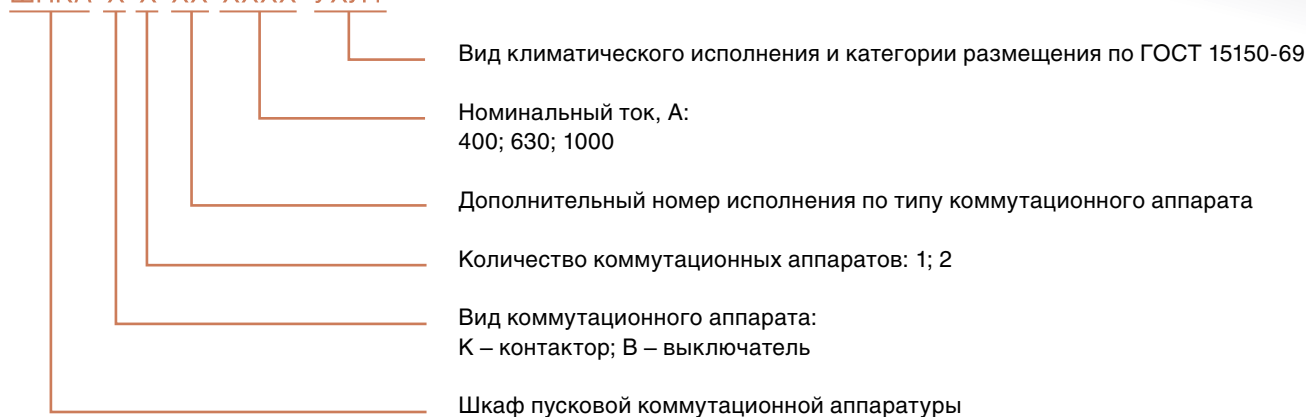 Вид климатического исполнения и категории размещения по ГОСТ 15150-69
Номинальный ток, А:
400; 630; 1000
Дополнительный номер исполнения по типу коммутационного аппарата
Количество коммутационных аппаратов: 1; 2
Вид коммутационного аппарата:
К – контактор; В – выключатель
Шкаф пусковой коммутационной аппаратуры